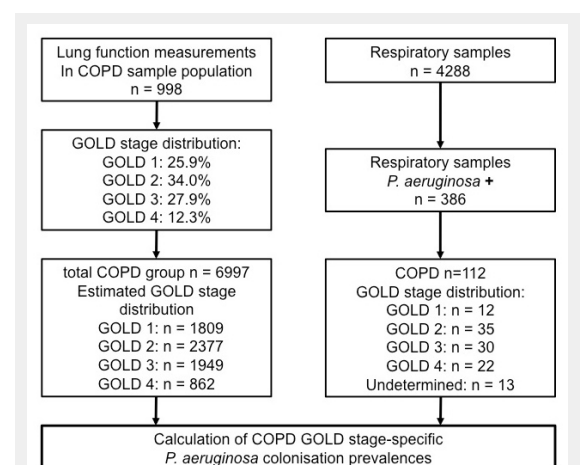 Lung function measurements
In COPD sample population
n = 998
GOLD stage distribution:
GOLD 1: 25.9%
GOLD 2: 34.0%
GOLD 3: 27.9%
GOLD 4: 12.3%
total COPD group n = 6997
Estimated GOLD stage
distribution
GOLD 1: n = 1809
GOLD 2: n = 2377
GOLD 3: n = 1949
GOLD 4: n = 862
Respiratory samples
n = 4288
Respiratory samples
P. aeruginosa +
n = 386
COPD n=112
GOLD stage distribution:
GOLD 1: n = 12
GOLD 2: n = 35
GOLD 3: n = 30
GOLD 4: n = 22
Undetermined: n = 13
Calculation of COPD GOLD stage-specific
P. aeruginosa colonisation prevalences